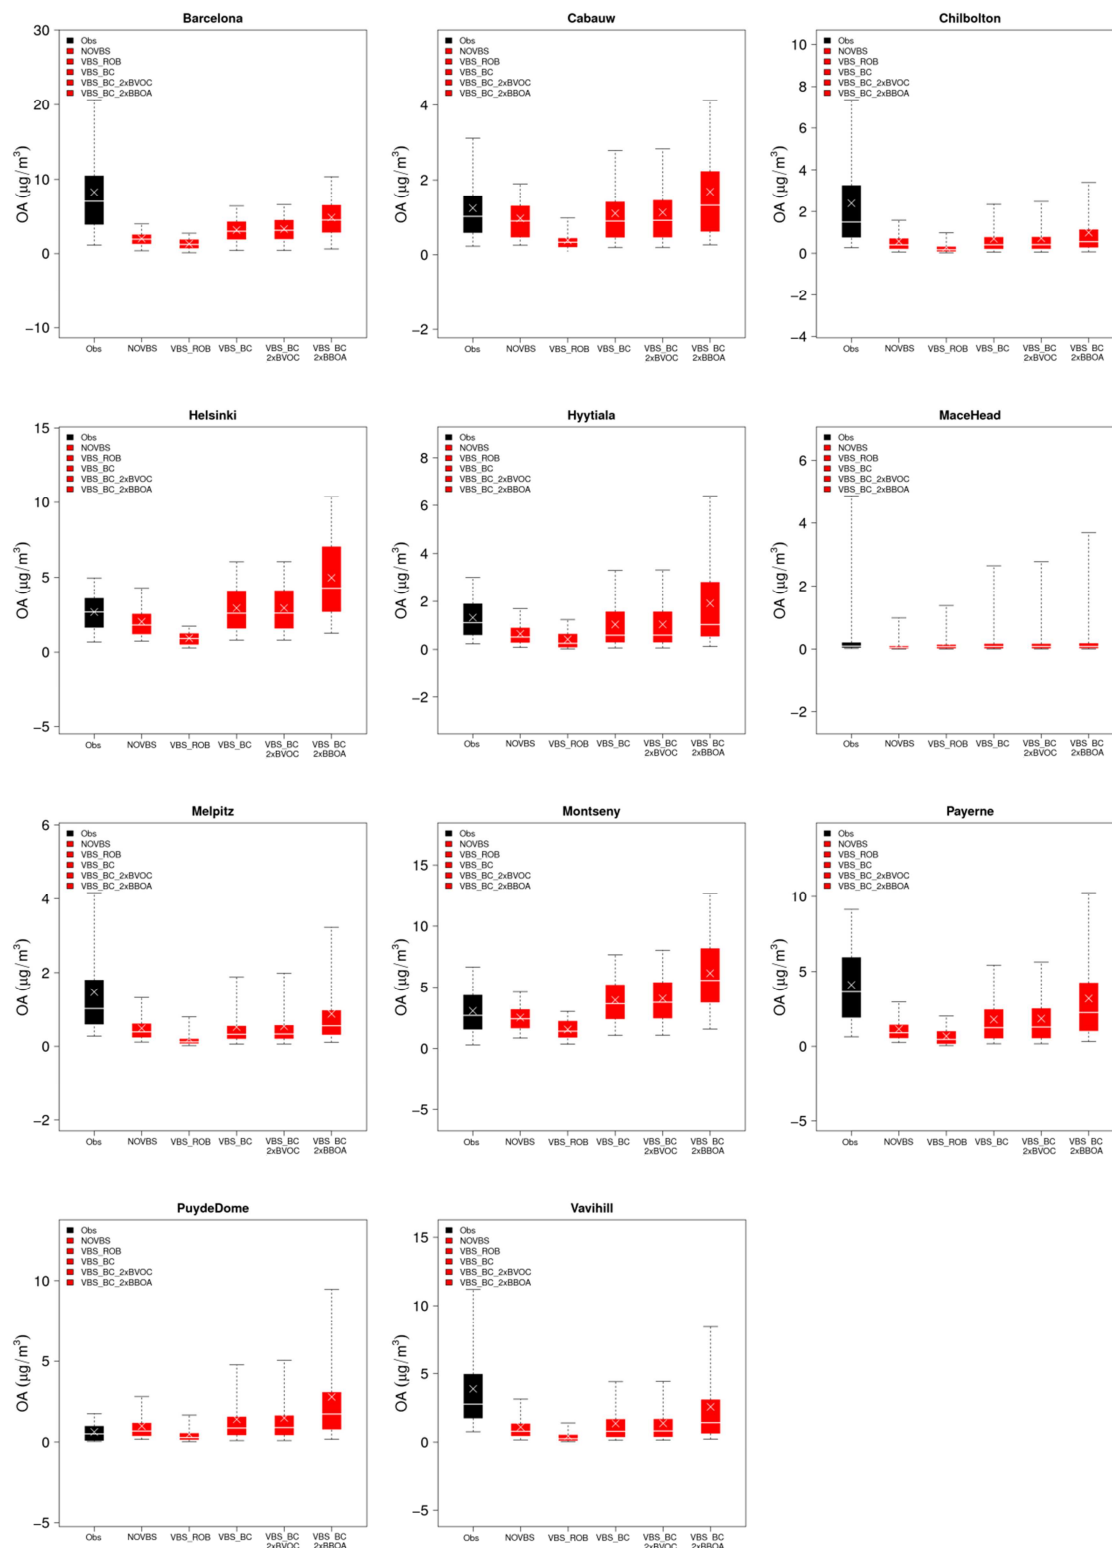 Barcelona
OA (μg/m³)
30
20
10
0
−10
Obs
NOVBS
VBS_ROB
VBS_BC
VBS_BC_2xBVOC
VBS_BC_2xBBOA
Obs NOVBS VBS_ROB VBS_BC VBS_BC VBS_BC
2xBVOC 2xBBOA
Cabauw
OA (μg/m³)
4
2
0
−2
Obs
NOVBS
VBS_ROB
VBS_BC
VBS_BC_2xBVOC
VBS_BC_2xBBOA
Obs NOVBS VBS_ROB VBS_BC VBS_BC VBS_BC
2xBVOC 2xBBOA
Chilbolton
OA (μg/m³)
10
8
6
4
2
0
−2
−4
Obs
NOVBS
VBS_ROB
VBS_BC
VBS_BC_2xBVOC
VBS_BC_2xBBOA
Obs NOVBS VBS_ROB VBS_BC VBS_BC VBS_BC
2xBVOC 2xBBOA
Helsinki
OA (μg/m³)
15
10
5
0
−5
Obs
NOVBS
VBS_ROB
VBS_BC
VBS_BC_2xBVOC
VBS_BC_2xBBOA
Obs NOVBS VBS_ROB VBS_BC VBS_BC VBS_BC
2xBVOC 2xBBOA
Hyytiala
OA (μg/m³)
8
6
4
2
0
−2
Obs
NOVBS
VBS_ROB
VBS_BC
VBS_BC_2xBVOC
VBS_BC_2xBBOA
Obs NOVBS VBS_ROB VBS_BC VBS_BC VBS_BC
2xBVOC 2xBBOA
MaceHead
OA (μg/m³)
6
4
2
0
−2
Obs
NOVBS
VBS_ROB
VBS_BC
VBS_BC_2xBVOC
VBS_BC_2xBBOA
Obs NOVBS VBS_ROB VBS_BC VBS_BC VBS_BC
2xBVOC 2xBBOA
Melpitz
OA (μg/m³)
6
4
2
0
−2
Obs
NOVBS
VBS_ROB
VBS_BC
VBS_BC_2xBVOC
VBS_BC_2xBBOA
Obs NOVBS VBS_ROB VBS_BC VBS_BC VBS_BC
2xBVOC 2xBBOA
Montseny
OA (μg/m³)
15
10
5
0
−5
Obs
NOVBS
VBS_ROB
VBS_BC
VBS_BC_2xBVOC
VBS_BC_2xBBOA
Obs NOVBS VBS_ROB VBS_BC VBS_BC VBS_BC
2xBVOC 2xBBOA
Payerne
OA (μg/m³)
10
5
0
−5
Obs
NOVBS
VBS_ROB
VBS_BC
VBS_BC_2xBVOC
VBS_BC_2xBBOA
Obs NOVBS VBS_ROB VBS_BC VBS_BC VBS_BC
2xBVOC 2xBBOA
PuydeDome
OA (μg/m³)
10
5
0
−5
Obs
NOVBS
VBS_ROB
VBS_BC
VBS_BC_2xBVOC
VBS_BC_2xBBOA
Obs NOVBS VBS_ROB VBS_BC VBS_BC VBS_BC
2xBVOC 2xBBOA
Vavihill
OA (μg/m³)
15
10
5
0
−5
Obs
NOVBS
VBS_ROB
VBS_BC
VBS_BC_2xBVOC
VBS_BC_2xBBOA
Obs NOVBS VBS_ROB VBS_BC VBS_BC VBS_BC
2xBVOC 2xBBOA